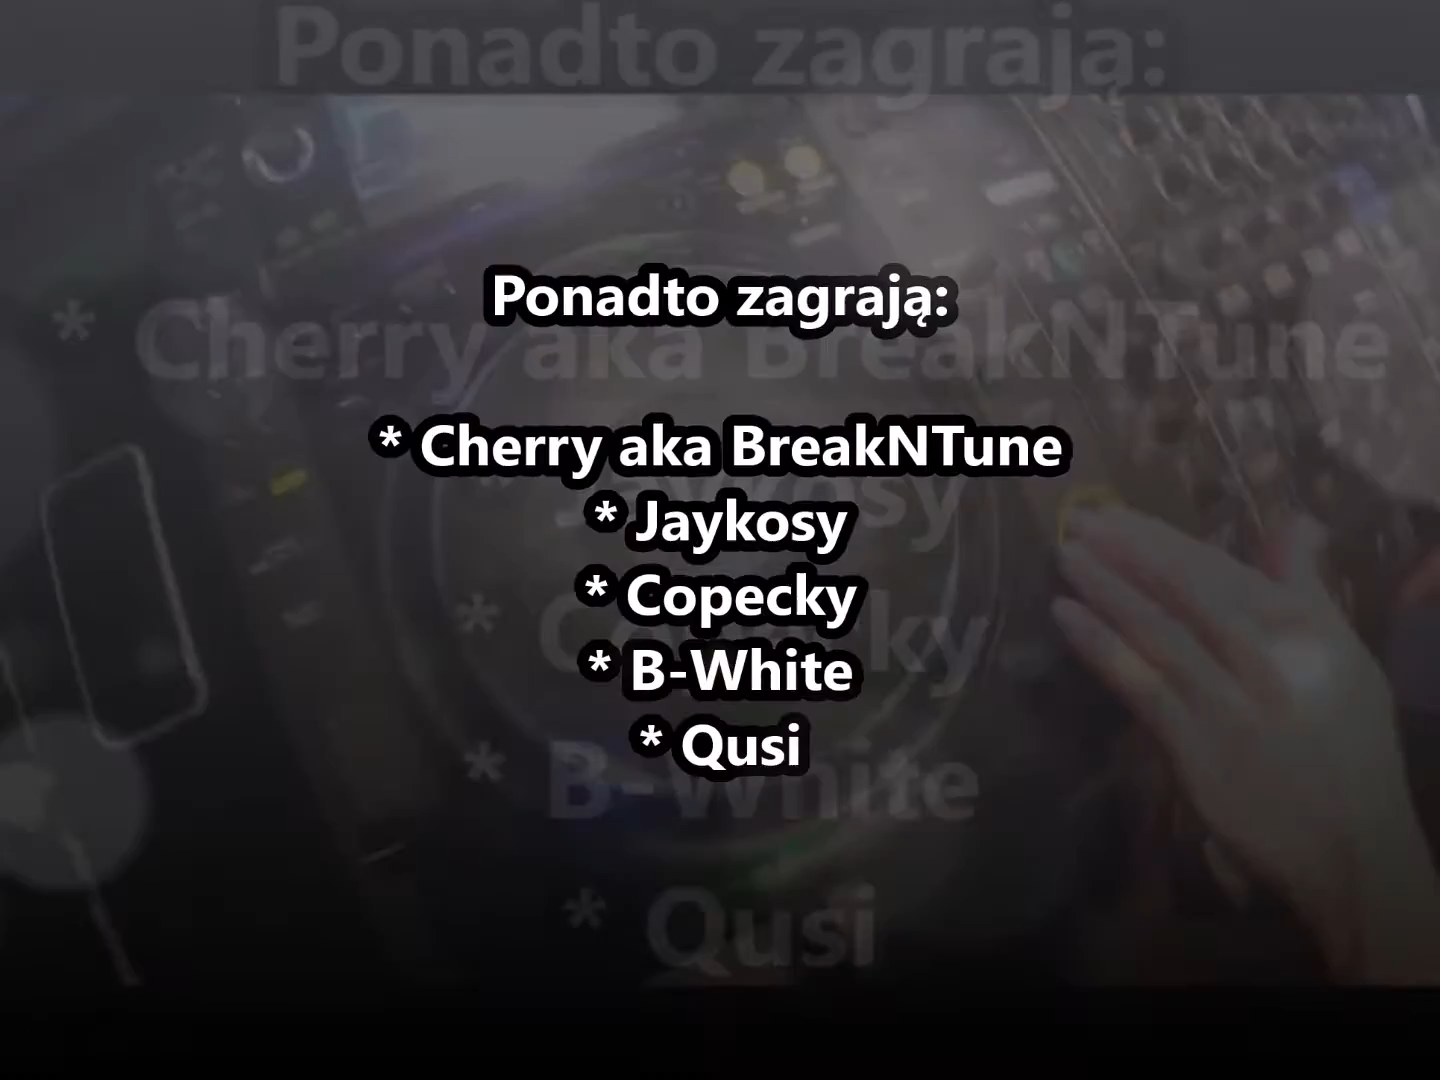 Ponadto zagrają:
* Cherry aka BreakNTune
* Jaykosy
* Copecky
* B-White
* Qusi